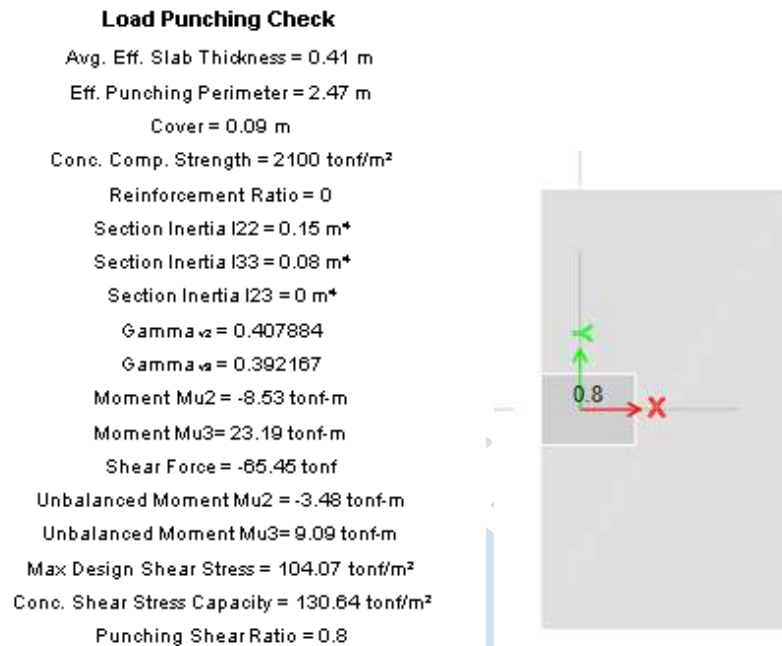 Load Punching Check
Avg. Eff. Slab Thickness = 0.41 m
Eff. Punching Perimeter = 2.47 m
Cover = 0.09 m
Conc. Comp. Strength = 2100 tonf/m²
Reinforcement Ratio = 0
Section Inertia I22 = 0.15 m⁴
Section Inertia I33 = 0.08 m⁴
Section Inertia I23 = 0 m⁴
Gamma v2 = 0.407884
Gamma v3 = 0.392167
Moment Mu2 = -8.53 tonf-m
Moment Mu3= 23.19 tonf-m
Shear Force = -65.45 tonf
Unbalanced Moment Mu2 = -3.48 tonf-m
Unbalanced Moment Mu3= 9.09 tonf-m
Max Design Shear Stress = 104.07 tonf/m²
Conc. Shear Stress Capacity = 130.64 tonf/m²
Punching Shear Ratio = 0.8
Y
0.8
X